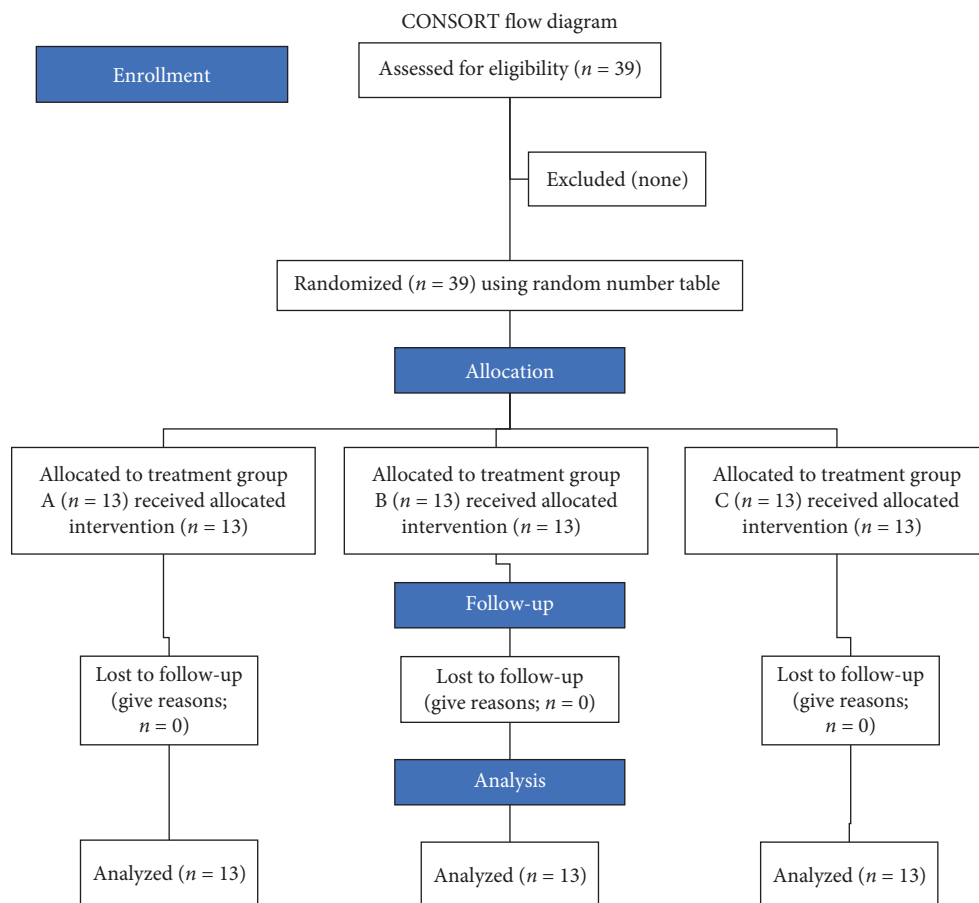 CONSORT flow diagram
Enrollment
Assessed for eligibility (n = 39)
Excluded (none)
Randomized (n = 39) using random number table
Allocation
Allocated to treatment group
A (n = 13) received allocated
intervention (n = 13)
Allocated to treatment group
B (n = 13) received allocated
intervention (n = 13)
Allocated to treatment group
C (n = 13) received allocated
intervention (n = 13)
Follow-up
Lost to follow-up
(give reasons;
n = 0)
Lost to follow-up
(give reasons; n = 0)
Lost to follow-up
(give reasons;
n = 0)
Analysis
Analyzed (n = 13)
Analyzed (n = 13)
Analyzed (n = 13)